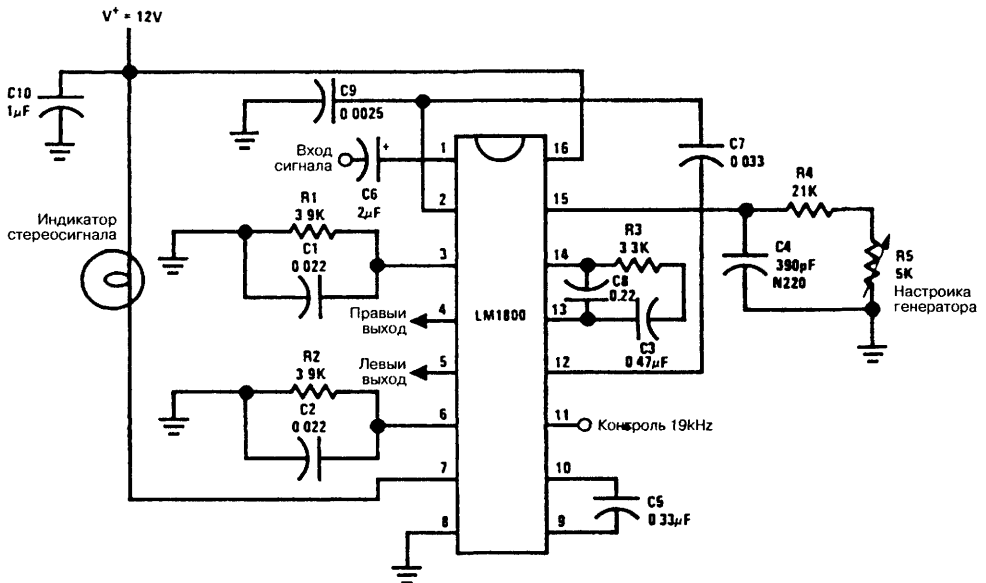 V+ = 12V
C10
1µF
C9
0 0025
Вход
сигнала
+
C6
2µF
1
16
C7
0 033
R4
21K
2
15
Индикатор
стереосигнала
R1
3 9K
C1
0 022
3
14
R3
3 3K
C8
0.22
C4
390pF
N220
R5
5K
Настроика
генератора
Правыи
выход
4
LM1800
13
C3
0 47µF
Левыи
выход
5
12
R2
3 9K
C2
0 022
6
11
Контроль 19kHz
7
10
C5
0 33µF
8
9